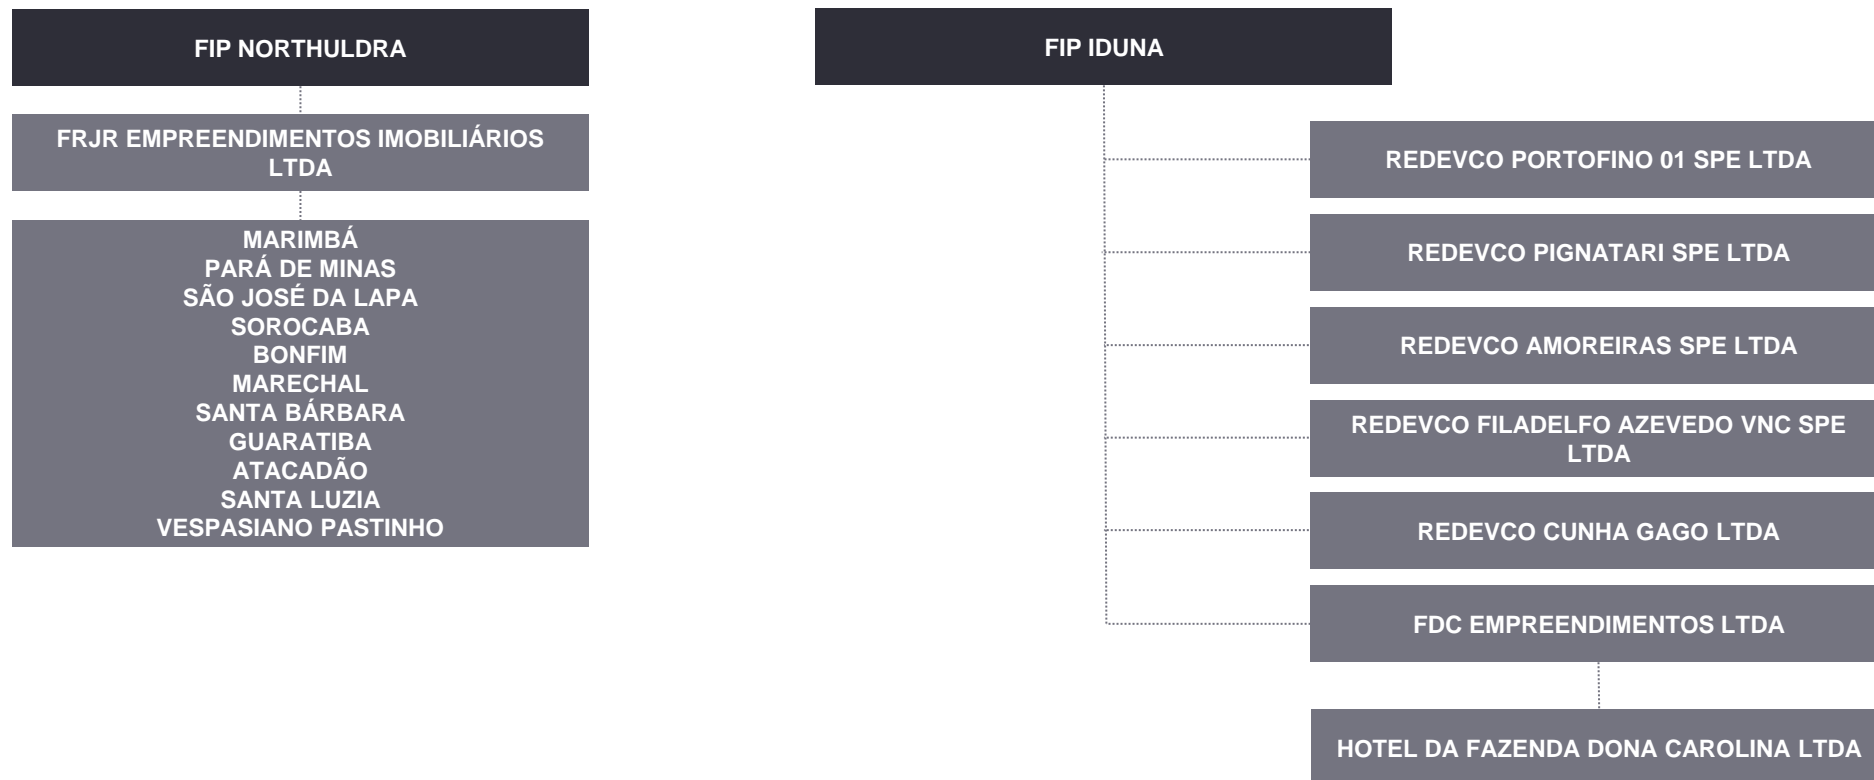 FIP NORTHULDRA
FRJR EMPREENDIMENTOS IMOBILIÁRIOS
LTDA
MARIMBÁ
PARÁ DE MINAS
SÃO JOSÉ DA LAPA
SOROCABA
BONFIM
MARECHAL
SANTA BÁRBARA
GUARATIBA
ATACADÃO
SANTA LUZIA
VESPASIANO PASTINHO
FIP IDUNA
REDEVCO PORTOFINO 01 SPE LTDA
REDEVCO PIGNATARI SPE LTDA
REDEVCO AMOREIRAS SPE LTDA
REDEVCO FILADELFO AZEVEDO VNC SPE
LTDA
REDEVCO CUNHA GAGO LTDA
FDC EMPREENDIMENTOS LTDA
HOTEL DA FAZENDA DONA CAROLINA LTDA